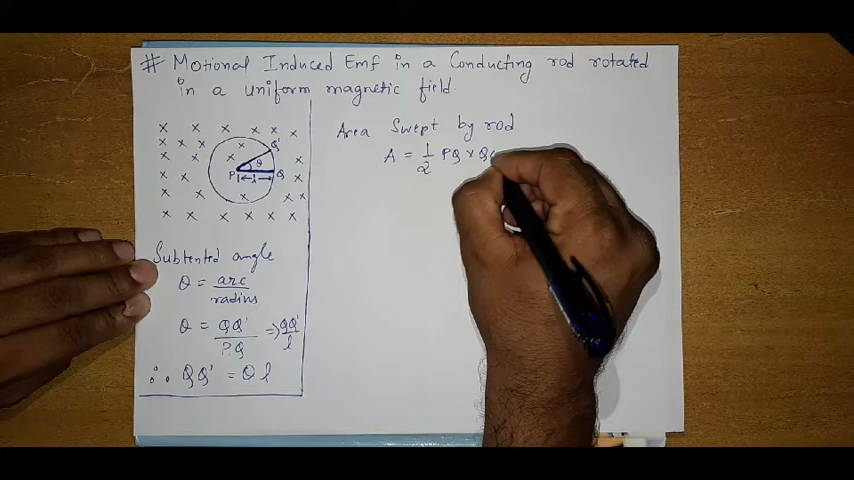 # Motional Induced Emf in a Conducting rod rotated
in a uniform magnetic field.
x x x x x x
x x x x x Q'
x x x θ x
x x P l Q x
x x x x x
x x x x x x
Area Swept by rod
A = 1/2 PQ × Q
Subtented angle
θ = arc/radius
θ = QQ'/PQ => QQ'/l
∴ QQ' = θ l